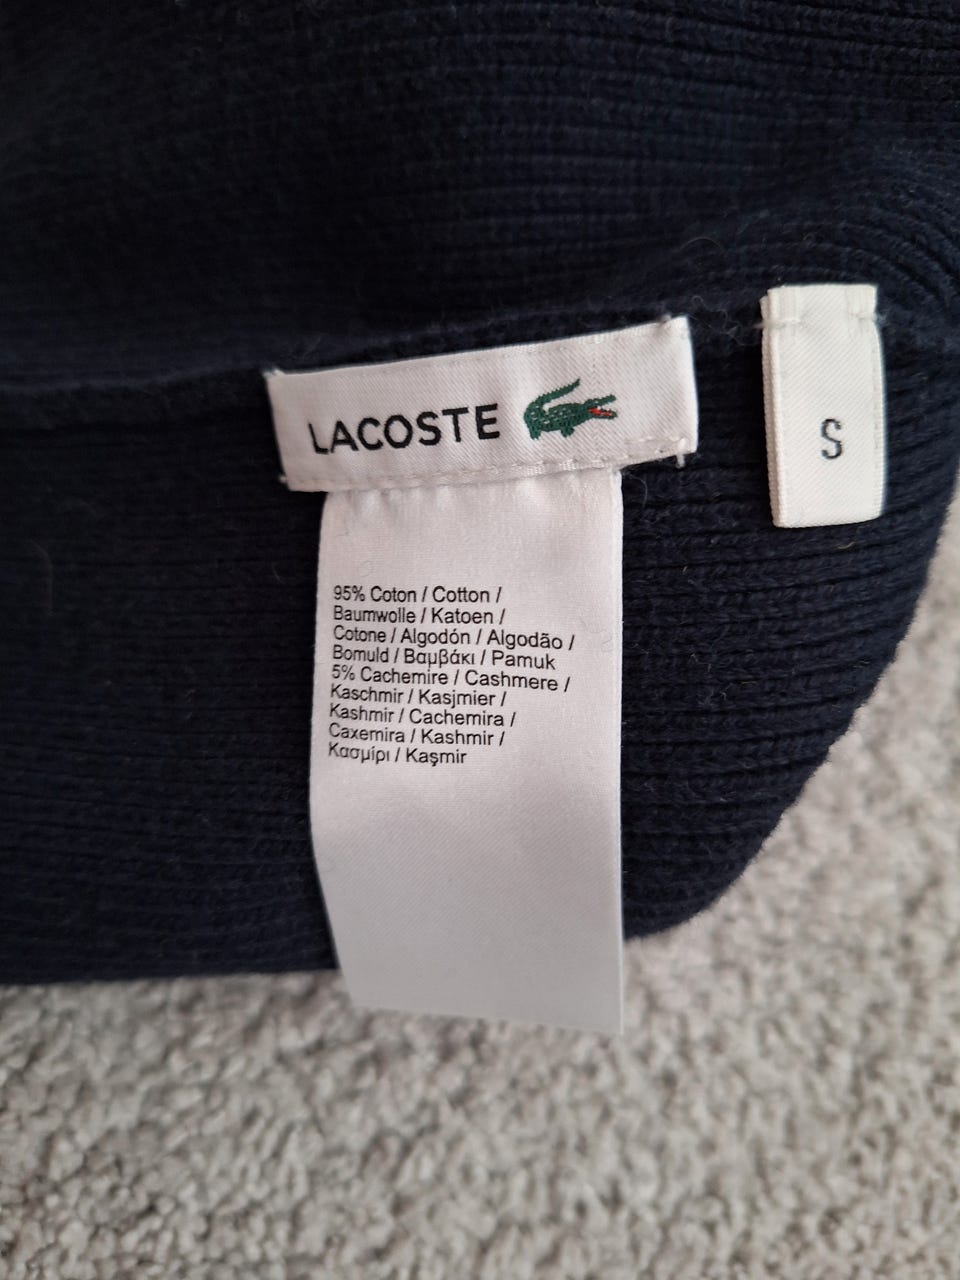 LACOSTE
S
95% Coton / Cotton /
Baumwolle / Katoen /
Cotone / Algodón / Algodão /
Bomuld / Βαμβάκι / Pamuk
5% Cachemire / Cashmere /
Kaschmir / Kasjmier /
Kashmir / Cachemira /
Caxemira / Kashmir /
Κασμίρι / Kaşmir